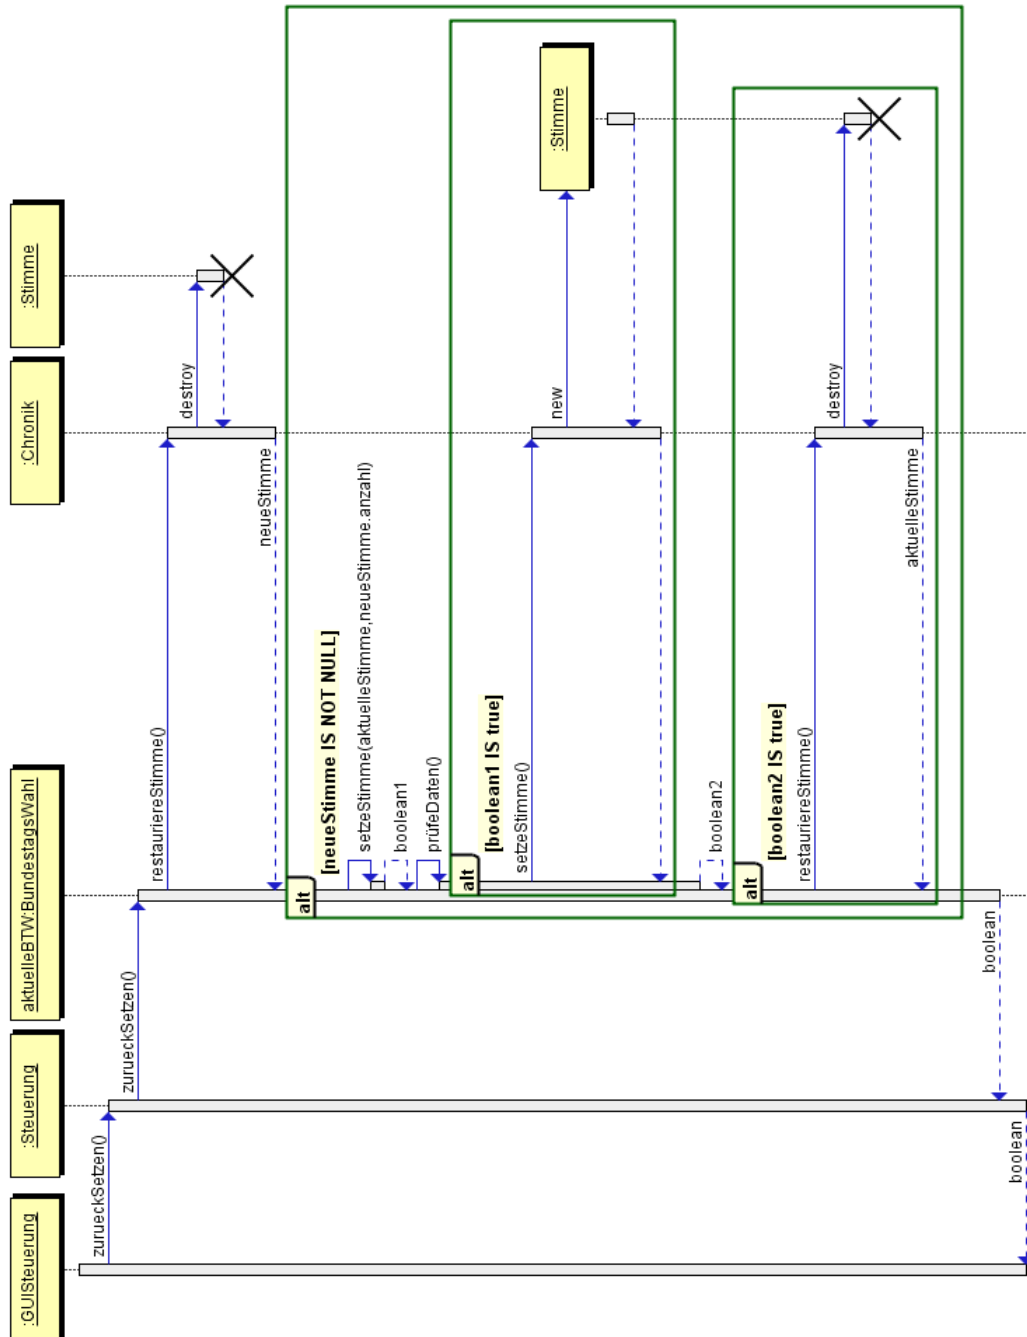 :GUISteuerung
:Steuerung
aktuelleBTW:BundestagsWahl
:Chronik
:Stimme
zurueckSetzen()
zurueckSetzen()
restauriereStimme()
destroy
neueStimme
alt
[neueStimme IS NOT NULL]
setzeStimme(aktuelleStimme,neueStimme.anzahl)
boolean1
prüfeDaten()
alt
[boolean1 IS true]
setzeStimme()
new
:Stimme
boolean2
alt
[boolean2 IS true]
restauriereStimme()
destroy
aktuelleStimme
boolean
boolean